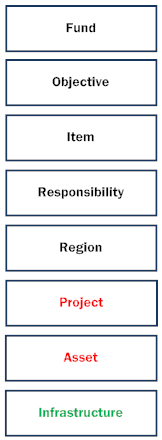 Fund
Objective
Item
Responsibility
Region
Project
Asset
Infrastructure